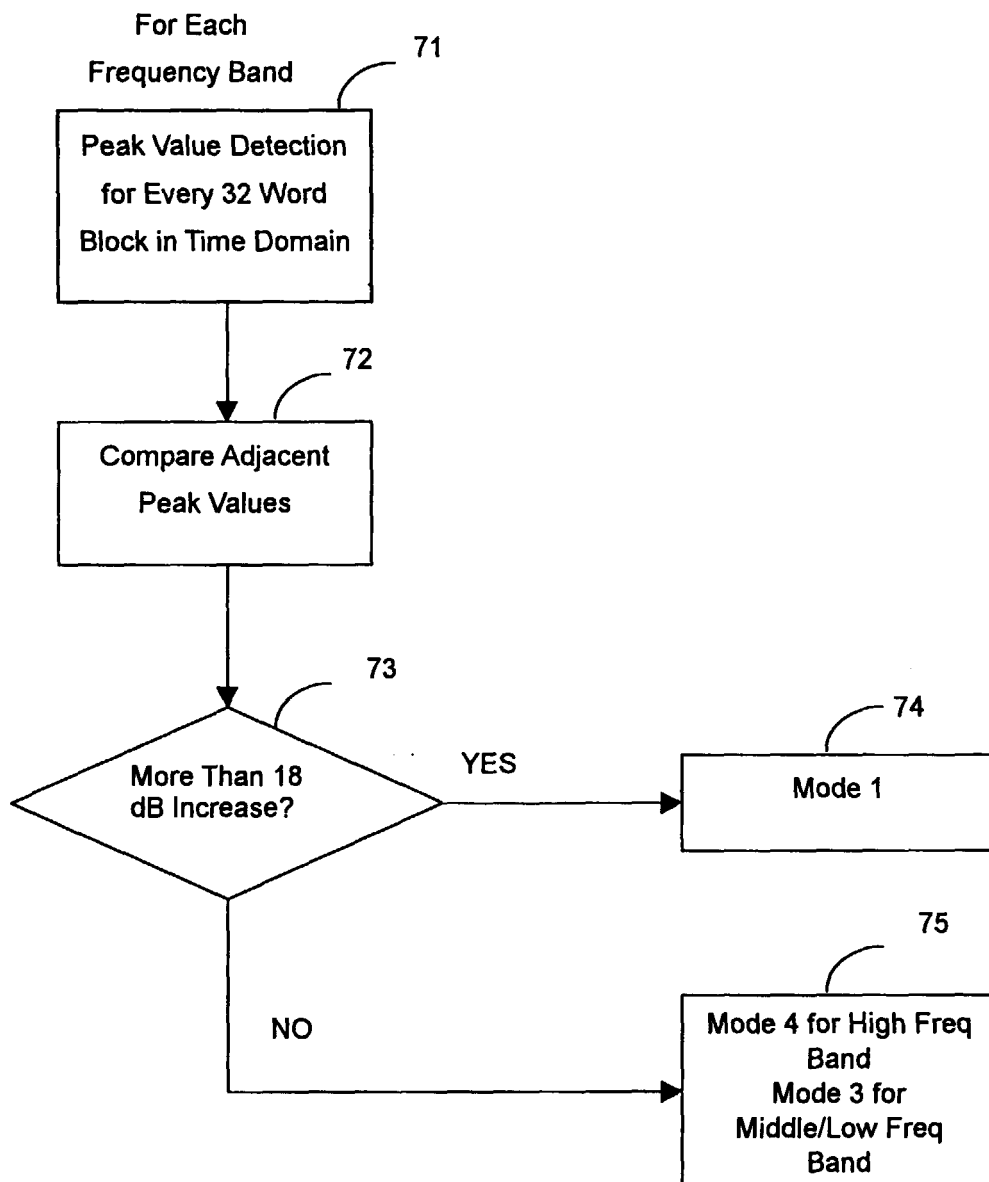 For Each
Frequency Band
71
Peak Value Detection
for Every 32 Word
Block in Time Domain
72
Compare Adjacent
Peak Values
73
More Than 18
dB Increase?
YES
74
Mode 1
NO
75
Mode 4 for High Freq
Band
Mode 3 for
Middle/Low Freq
Band